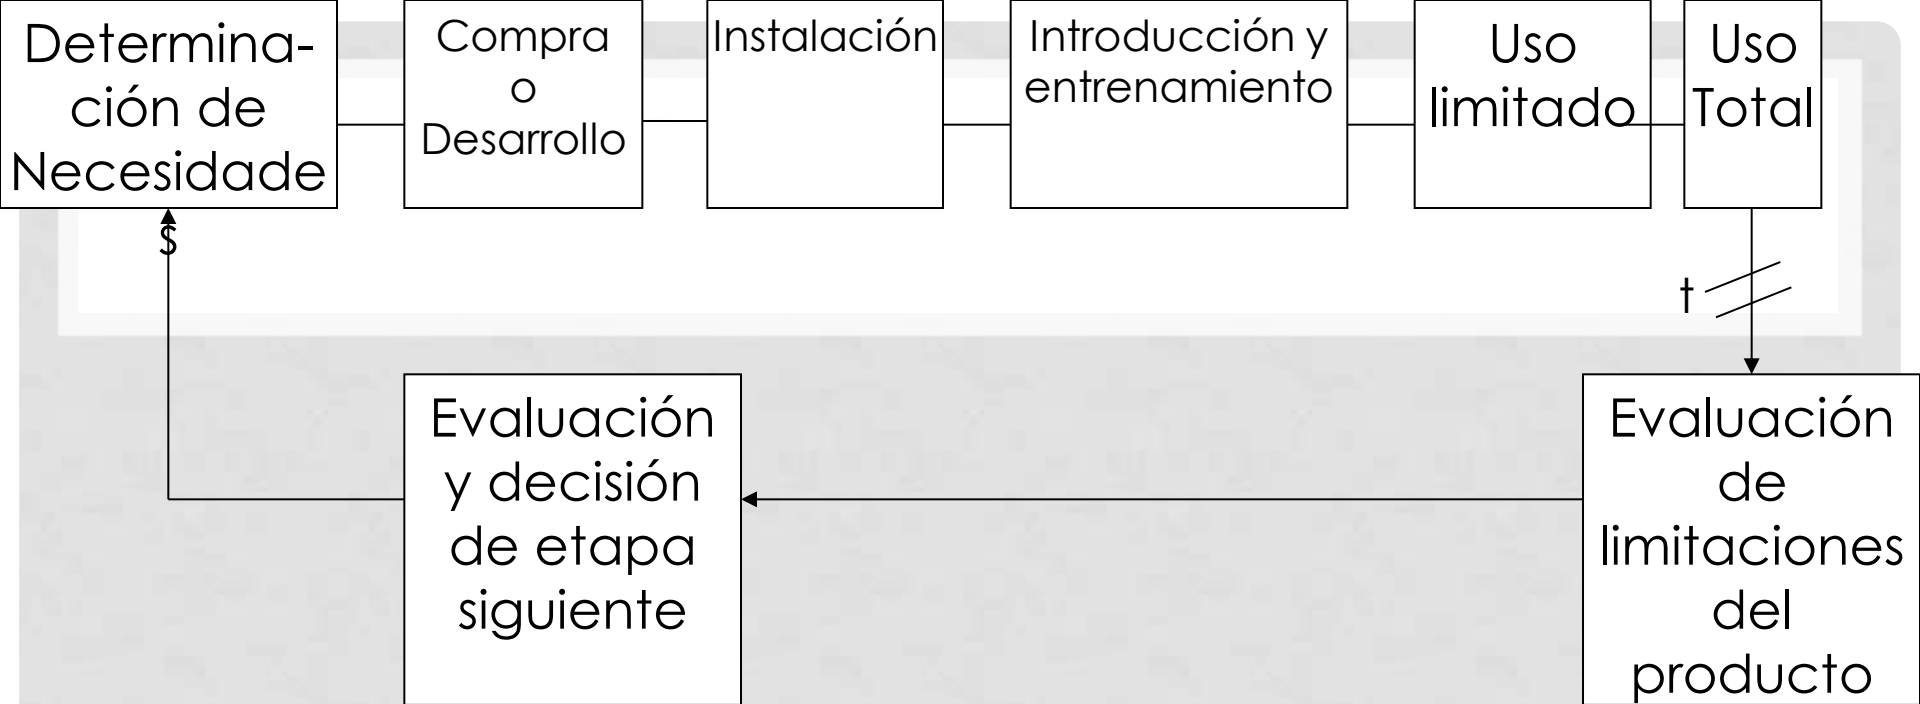 Determina-
ción de
Necesidade
$
Compra
o
Desarrollo
Instalación
Introducción y
entrenamiento
Uso
limitado
Uso
Total
t
Evaluación
y decisión
de etapa
siguiente
Evaluación
de
limitaciones
del
producto